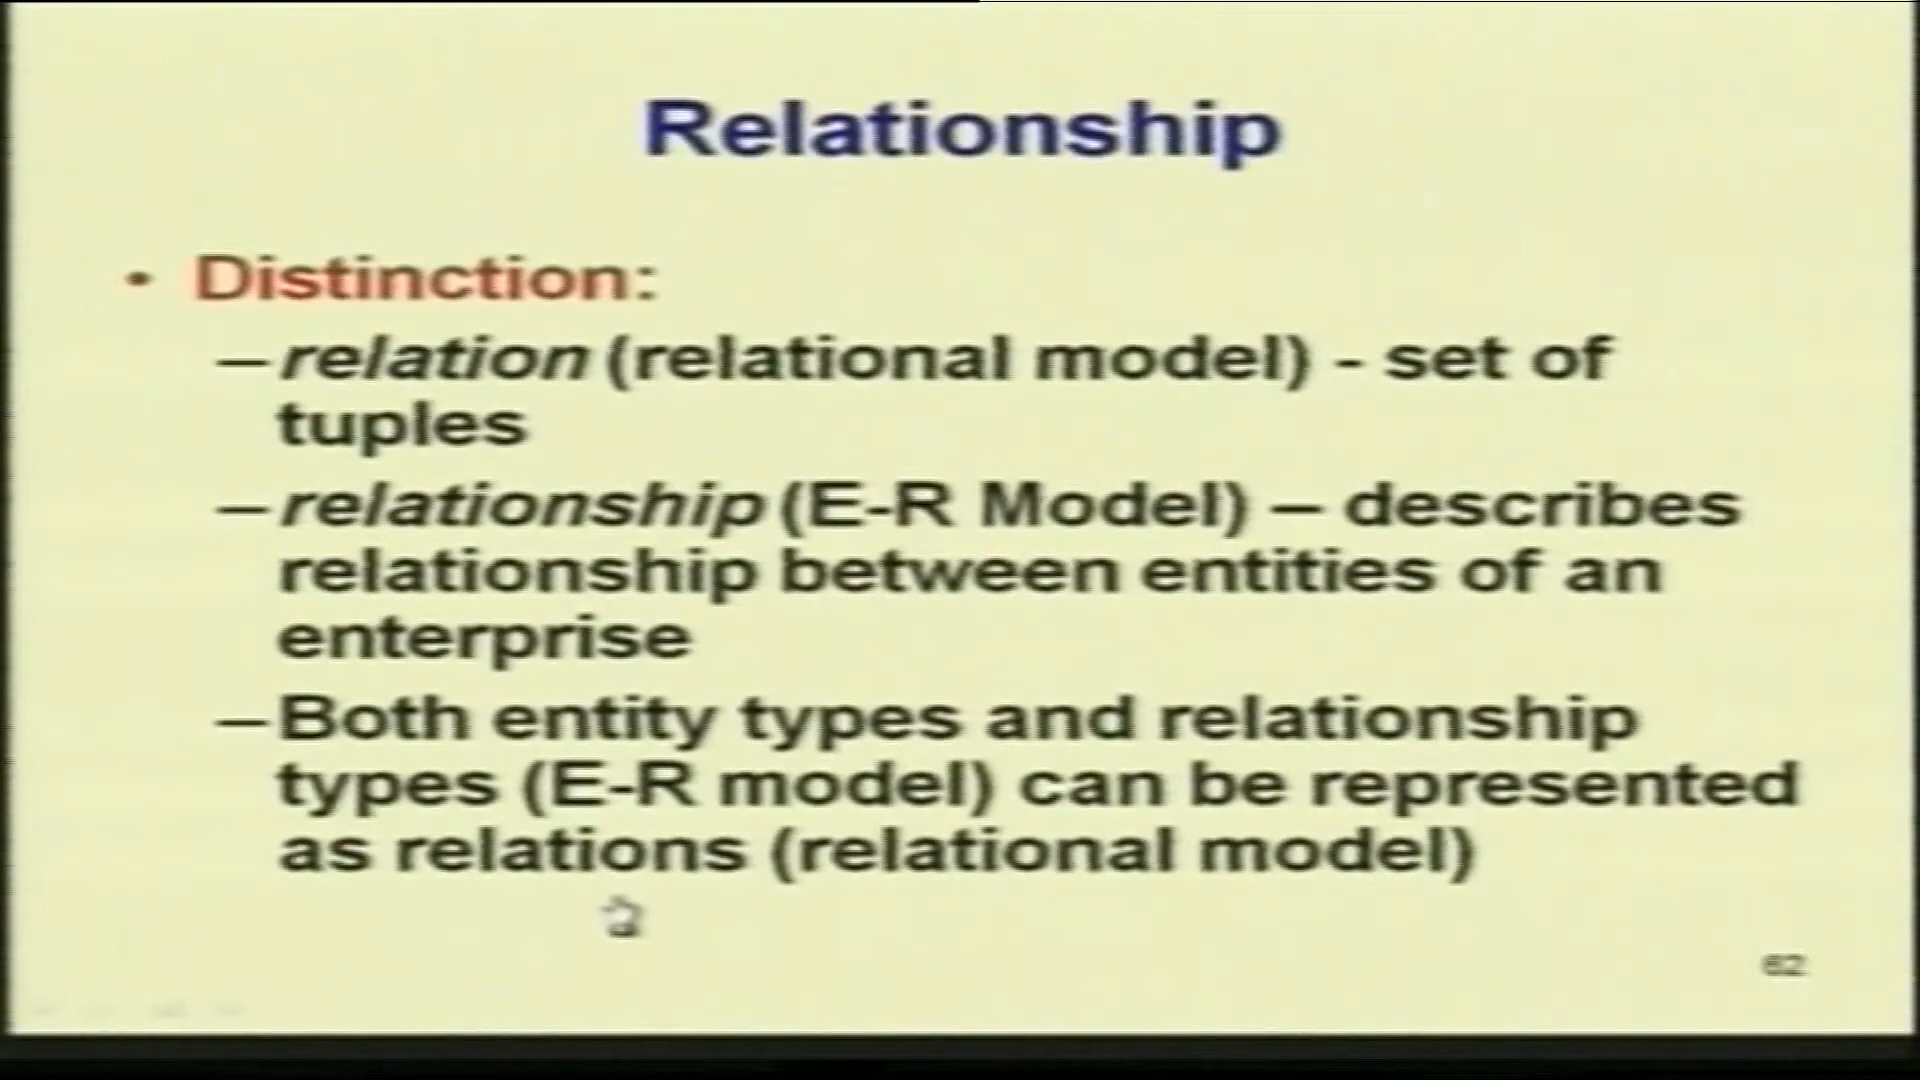 Relationship
• Distinction:
– relation (relational model) - set of
tuples
– relationship (E-R Model) – describes
relationship between entities of an
enterprise
– Both entity types and relationship
types (E-R model) can be represented
as relations (relational model)
62